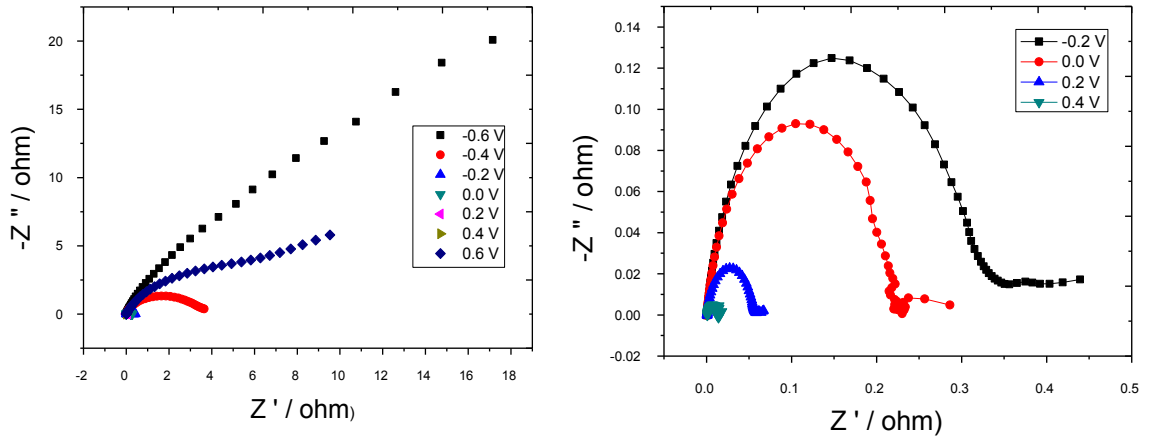 20
15
10
5
0
-Z'' / ohm)
-2 0 2 4 6 8 10 12 14 16 18
Z ' / ohm)
-0.6 V
-0.4 V
-0.2 V
0.0 V
0.2 V
0.4 V
0.6 V
0.14
0.12
0.10
0.08
0.06
0.04
0.02
0.00
-0.02
-Z'' / ohm)
0.0 0.1 0.2 0.3 0.4 0.5
Z ' / ohm)
-0.2 V
0.0 V
0.2 V
0.4 V